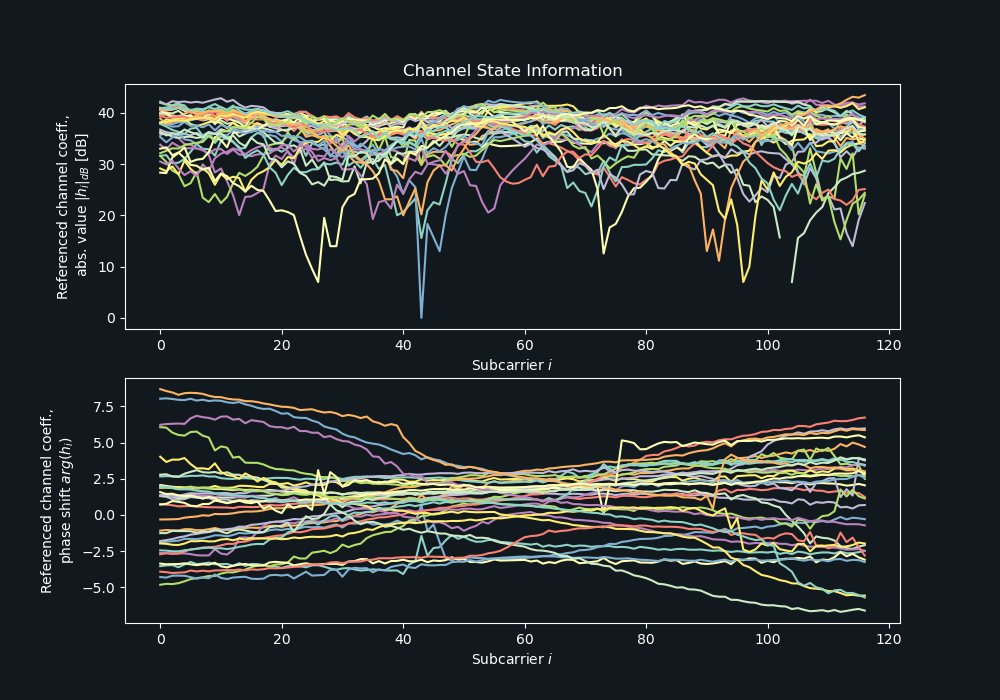 Channel State Information
Referenced channel coeff.,
abs. value |h_i|_dB [dB]
40
30
20
10
0
0 20 40 60 80 100 120
Subcarrier i
Referenced channel coeff.,
phase shift arg(h_i)
7.5
5.0
2.5
0.0
−2.5
−5.0
0 20 40 60 80 100 120
Subcarrier i